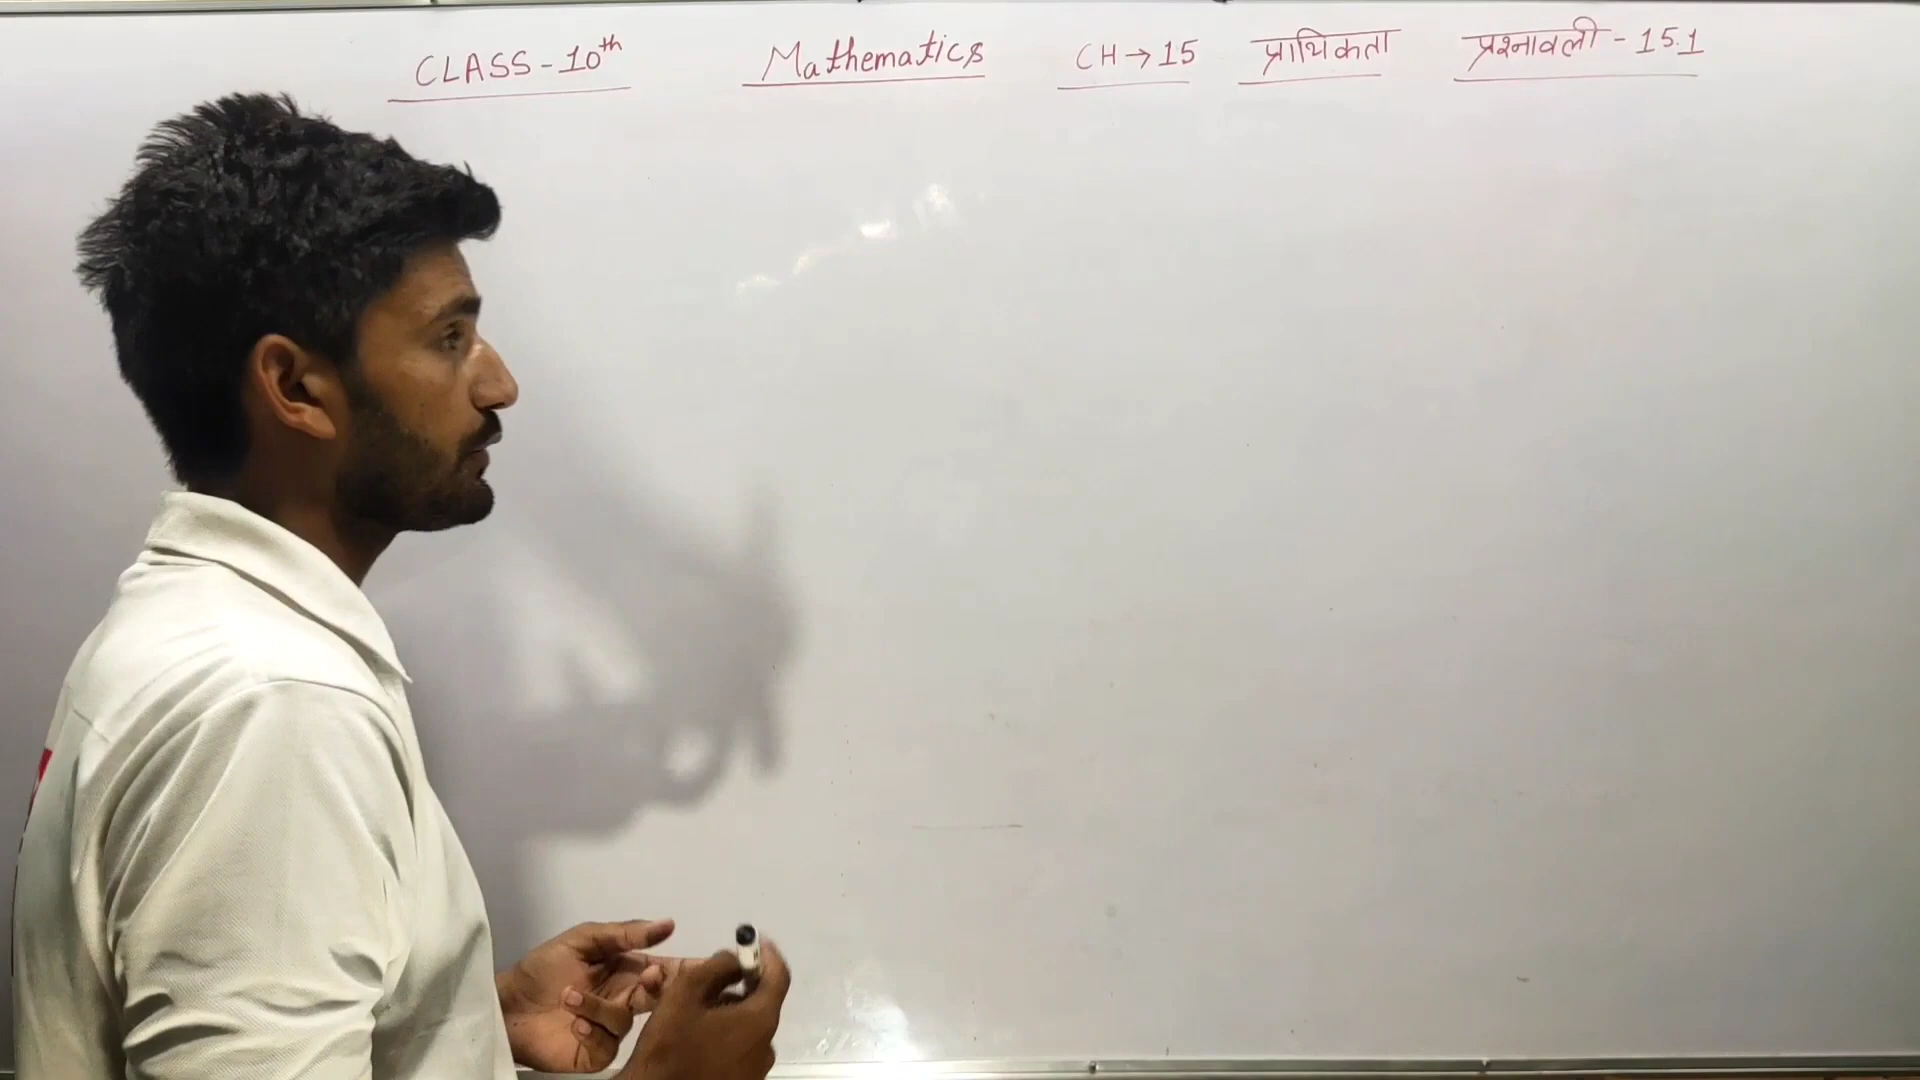 CLASS - 10th Mathematics CH → 15 प्रायिकता प्रश्नावली - 15.1